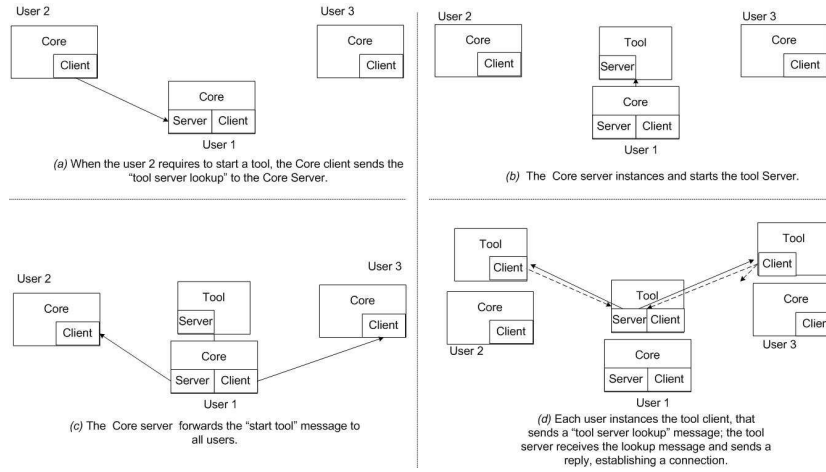 User 2
Core
Client
User 3
Core
Client
Core
Server
Client
User 1
(a) When the user 2 requires to start a tool, the Core client sends the
"tool server lookup" to the Core Server.
User 2
Core
Client
Tool
Server
Core
Server
Client
User 1
User 3
Core
Client
(b) The Core server instances and starts the tool Server.
User 2
Core
Client
Tool
Server
Core
Server
Client
User 1
User 3
Core
Client
(c) The Core server forwards the "start tool" message to
all users.
Tool
Client
Core
Client
User 2
Tool
Server
Client
Core
Server
Client
User 1
Tool
Client
Core
Clien
User 3
(d) Each user instances the tool client, that
sends a "tool server lookup" message; the tool
server receives the lookup message and sends a
reply, establishing a connection.